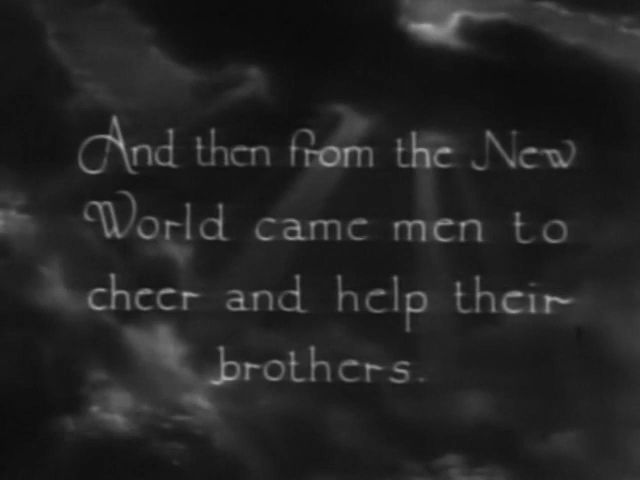 And then from the New
World came men to
cheer and help their
brothers.